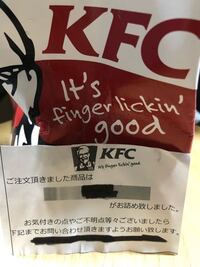 KFC
It's
finger lickin'
good
KFC
It's finger lickin' good
ご注文頂きました商品は
がお詰め致しました。
お気付きの点やご不明点等々ございましたら
下記までお問い合わせ頂きますようお願い致します。